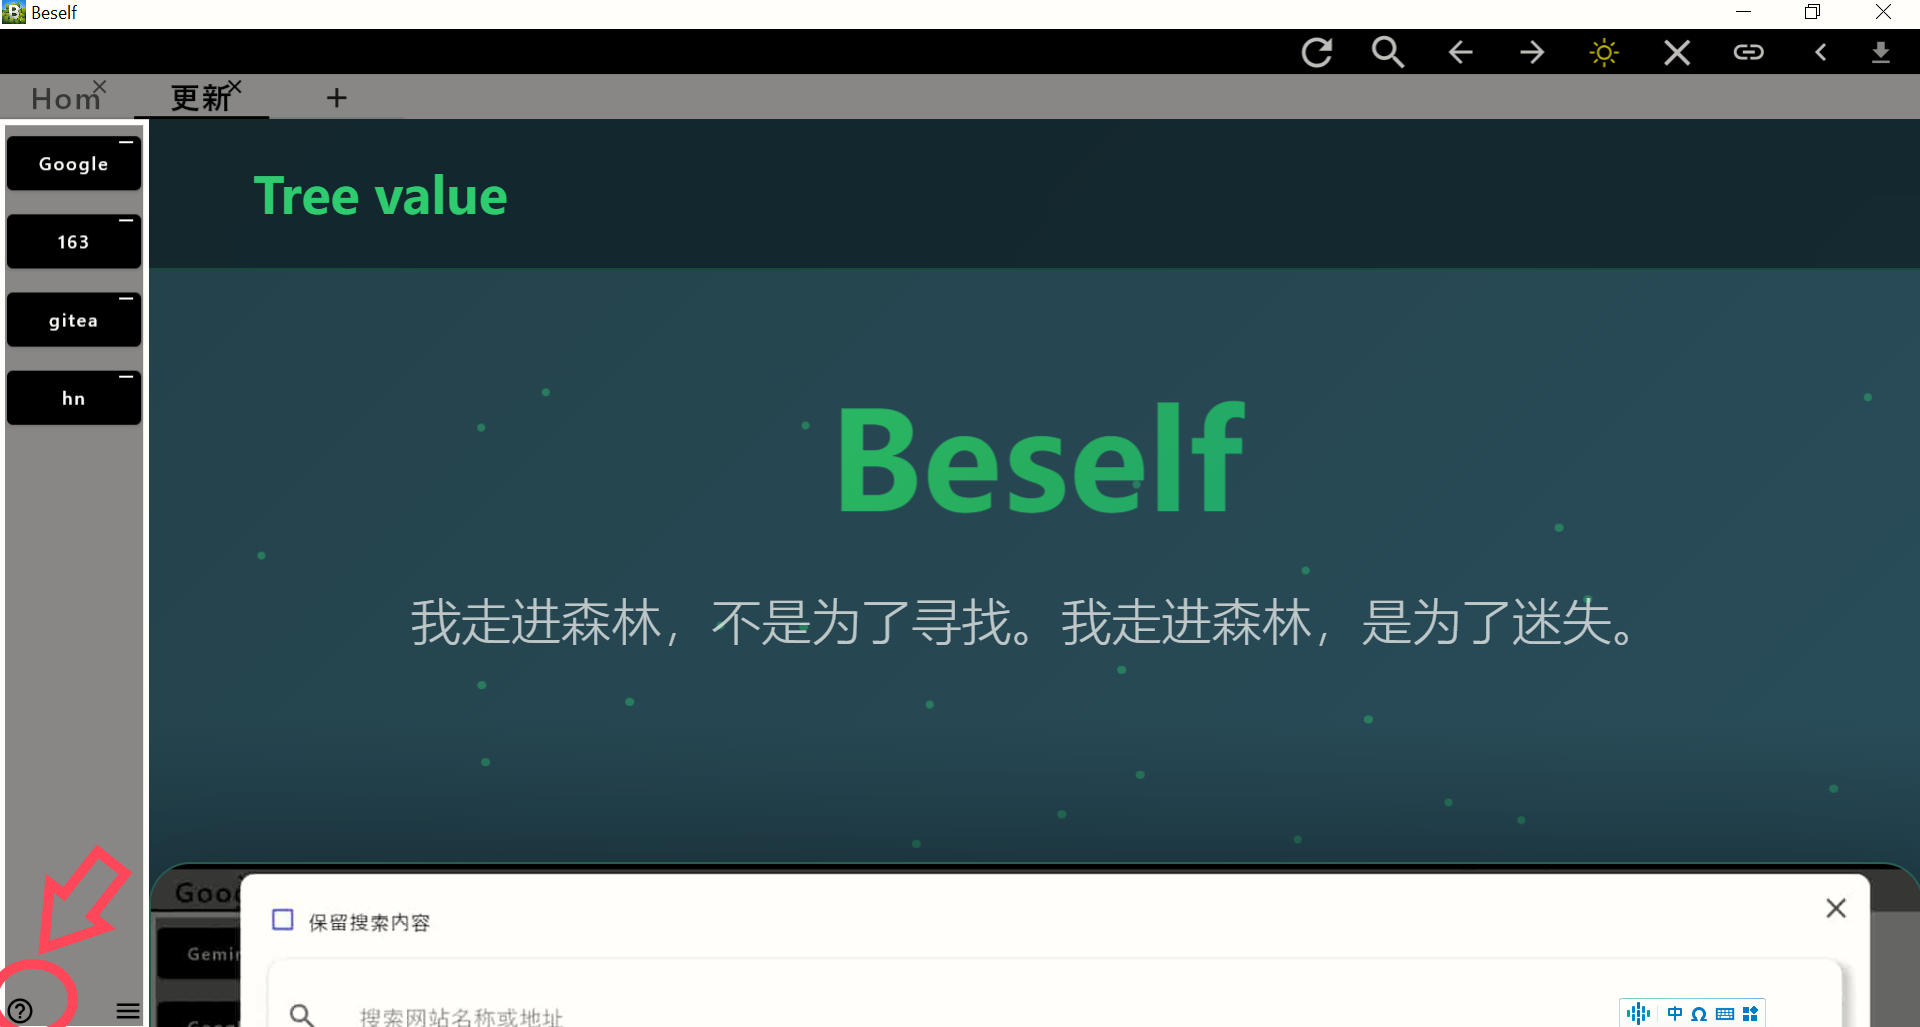 Beself
Hom
更新
Google
163
gitea
hn
Tree value
Beself
我走进森林，不是为了寻找。我走进森林，是为了迷失。
保留搜索内容
搜索网站名称或地址
中